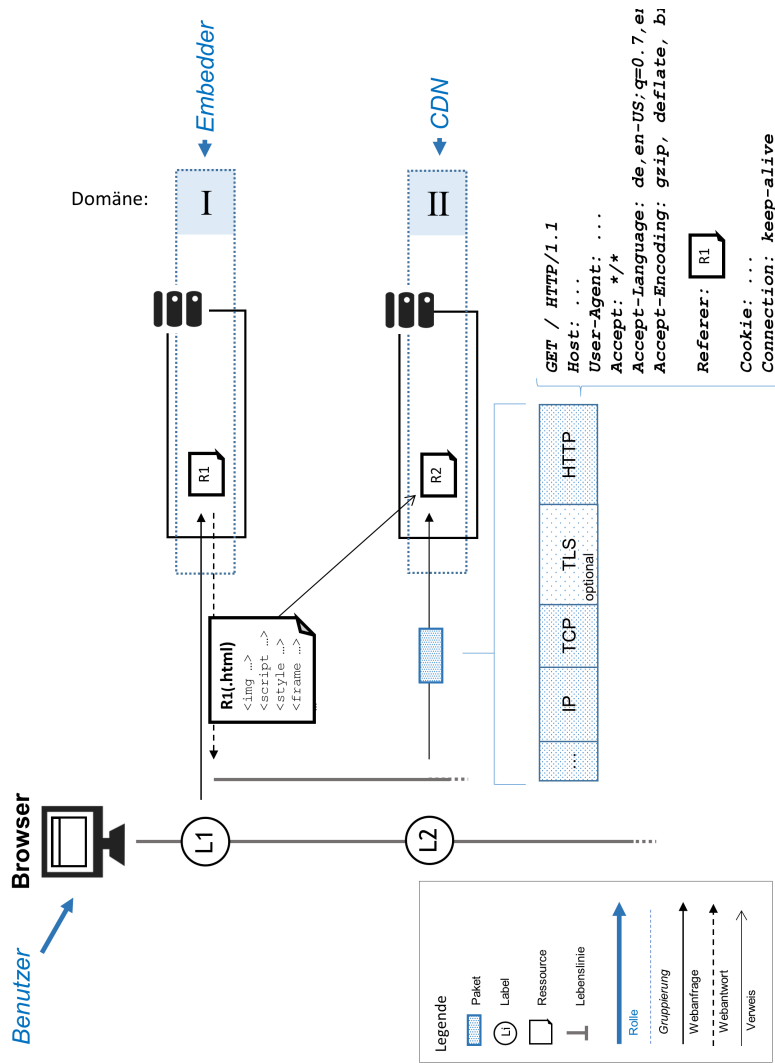 Benutzer
Browser
Domäne:
I
Embedder
L1
R1
R1(.html)
<img …>
<script …>
<style …>
<frame …>
II
CDN
L2
R2
…
IP
TCP
TLS
optional
HTTP
GET / HTTP/1.1
Host: ...
User-Agent: ...
Accept: */*
Accept-Language: de,en-US;q=0.7,en
Accept-Encoding: gzip, deflate, b
Referer: R1
Cookie: ...
Connection: keep-alive
Legende
Paket
Li Label
Ressource
Lebenslinie
Rolle
Gruppierung
Webanfrage
Webantwort
Verweis